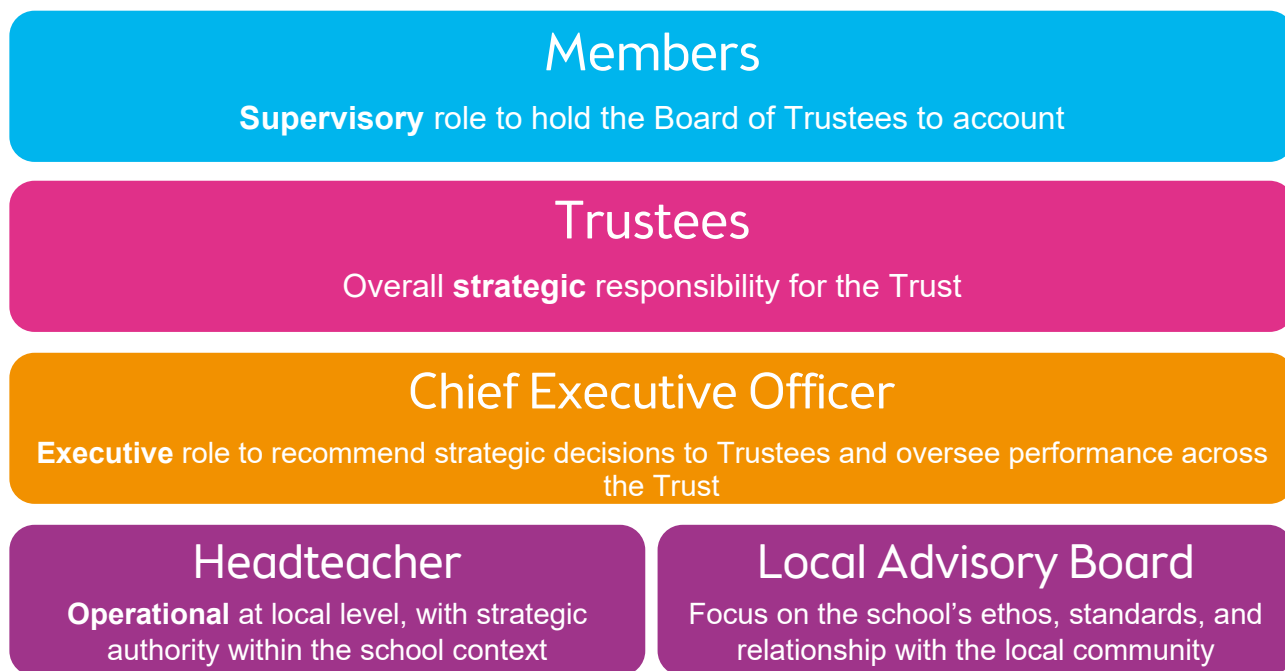 Members
Supervisory role to hold the Board of Trustees to account
Trustees
Overall strategic responsibility for the Trust
Chief Executive Officer
Executive role to recommend strategic decisions to Trustees and oversee performance across
the Trust
Headteacher
Operational at local level, with strategic
authority within the school context
Local Advisory Board
Focus on the school's ethos, standards, and
relationship with the local community